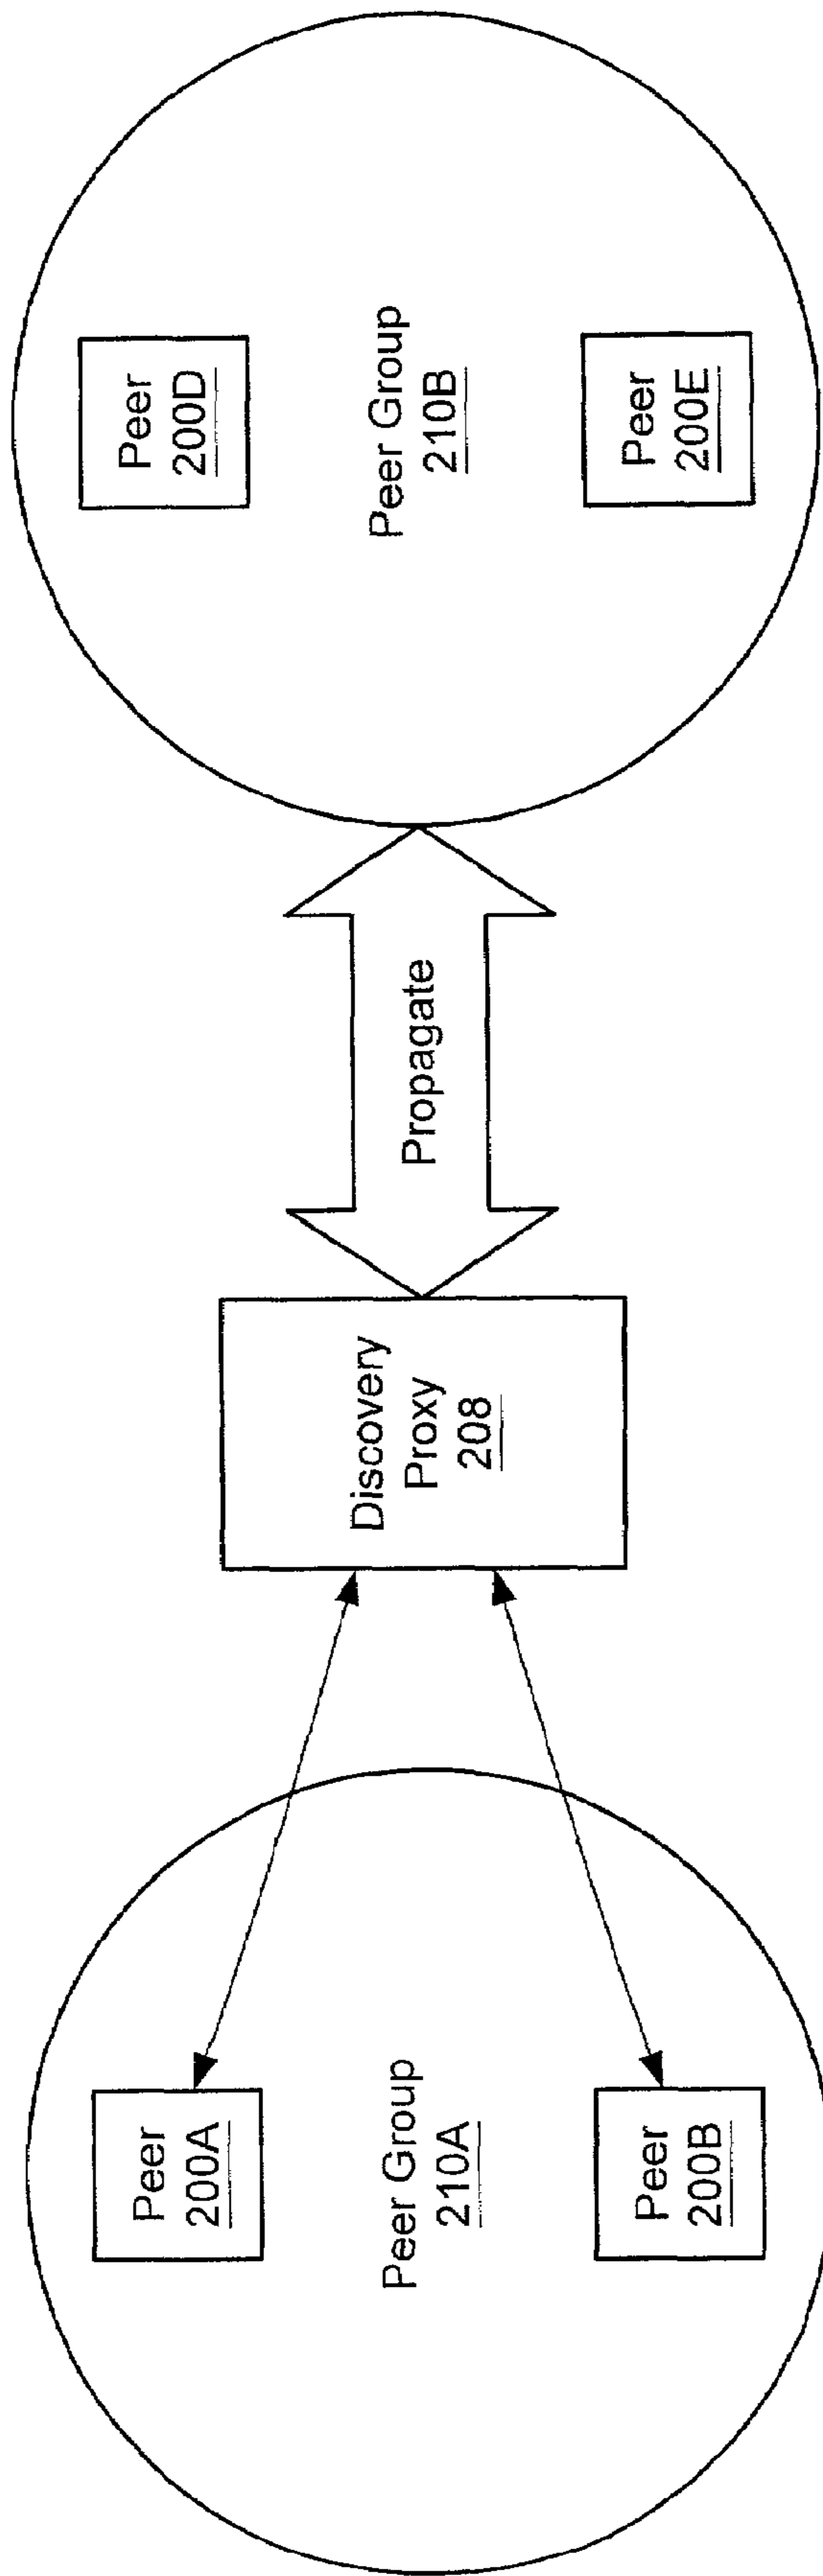 Peer
200A
Peer Group
210A
Peer
200B
Discovery
Proxy
208
Propagate
Peer
200D
Peer Group
210B
Peer
200E